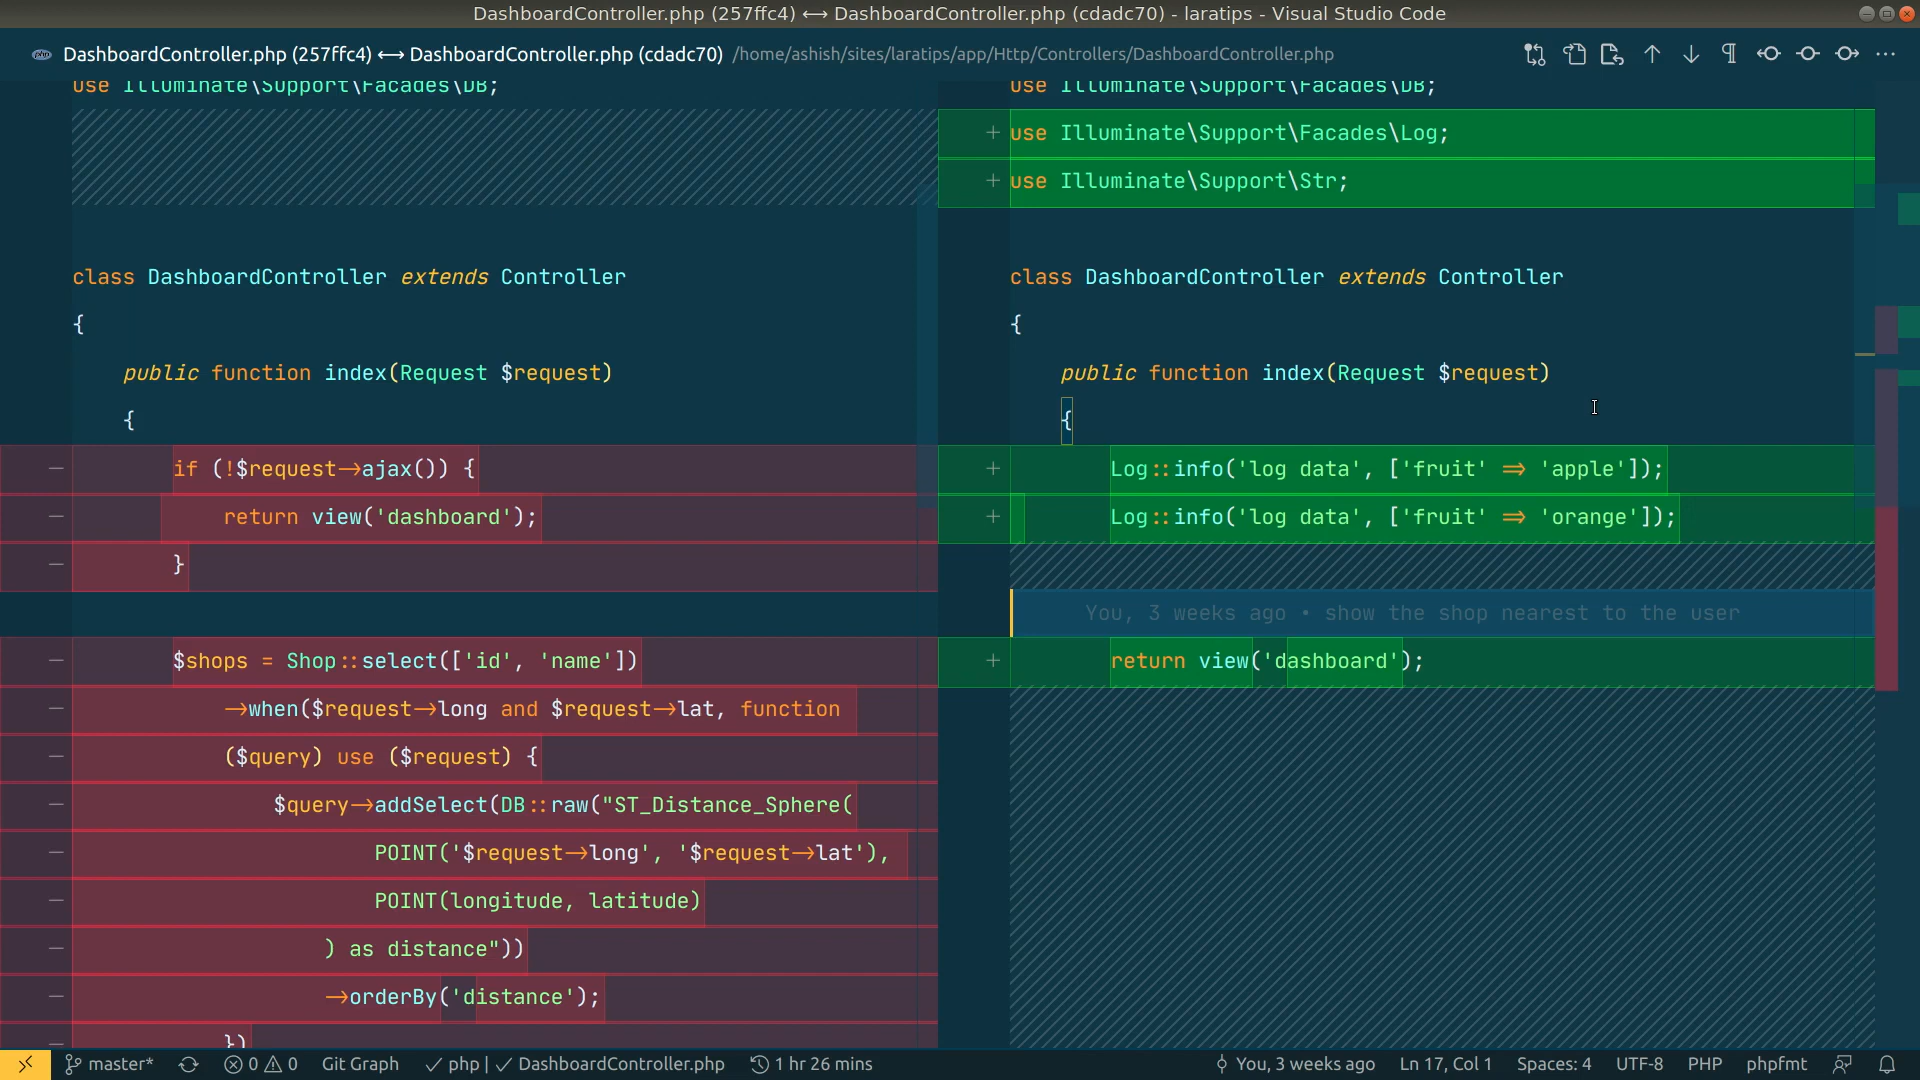 DashboardController.php (257ffc4) ⟷ DashboardController.php (cdadc70) - laratips - Visual Studio Code
DashboardController.php (257ffc4) ⟷ DashboardController.php (cdadc70) /home/ashish/sites/laratips/app/Http/Controllers/DashboardController.php
use Illuminate\Support\Facades\DB;
class DashboardController extends Controller
{
public function index(Request $request)
{
— if (!$request->ajax()) {
— return view('dashboard');
— }
— $shops = Shop::select(['id', 'name'])
— ->when($request->long and $request->lat, function
— ($query) use ($request) {
— $query->addSelect(DB::raw("ST_Distance_Sphere(
— POINT('$request->long', '$request->lat'),
— POINT(longitude, latitude)
— ) as distance"))
— ->orderBy('distance');
— })
use Illuminate\Support\Facades\DB;
+ use Illuminate\Support\Facades\Log;
+ use Illuminate\Support\Str;
class DashboardController extends Controller
{
public function index(Request $request)
{
+ Log::info('log data', ['fruit' => 'apple']);
+ Log::info('log data', ['fruit' => 'orange']);
You, 3 weeks ago • show the shop nearest to the user
+ return view('dashboard');
master* 0 0 Git Graph ✓ php | ✓ DashboardController.php 1 hr 26 mins You, 3 weeks ago Ln 17, Col 1 Spaces: 4 UTF-8 PHP phpfmt